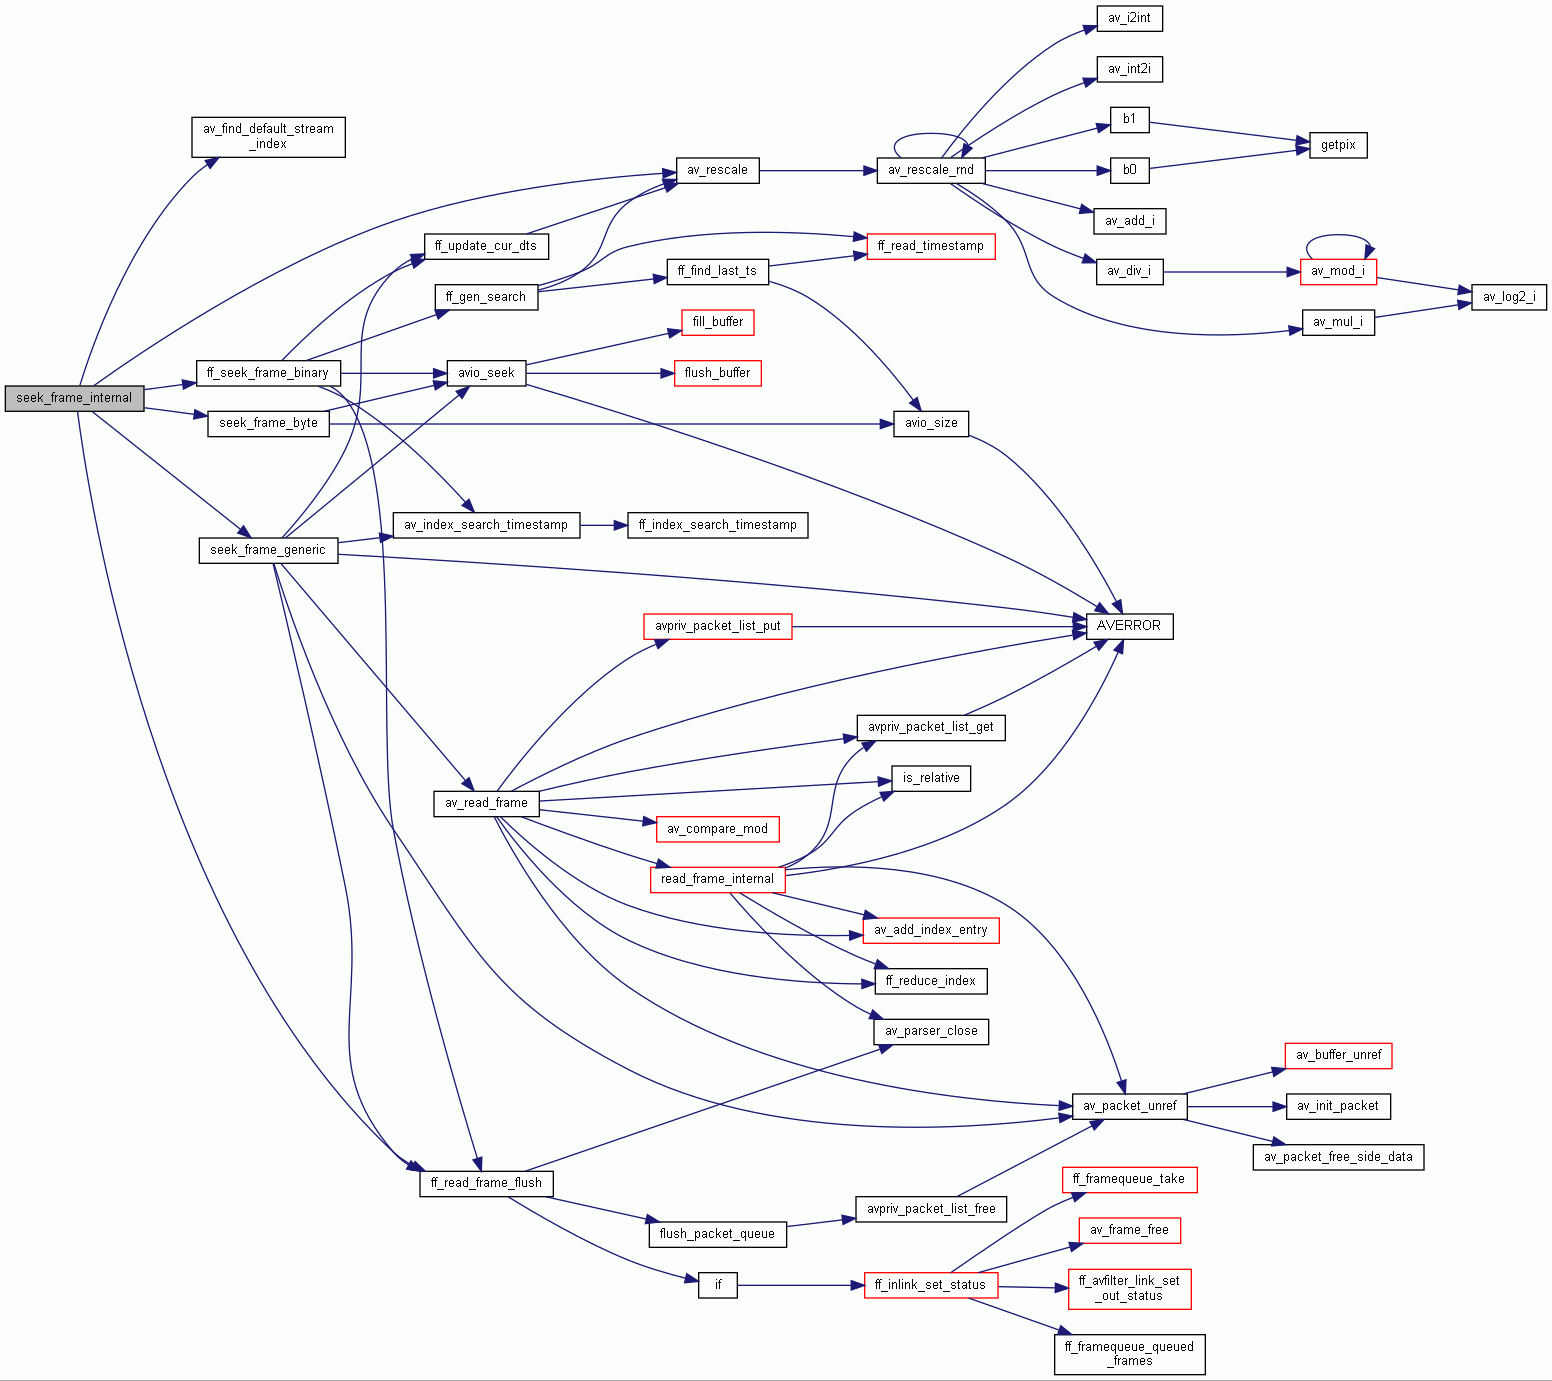 av_i2int
av_int2i
b1
av_find_default_stream
_index
getpix
av_rescale
av_rescale_rnd
b0
av_add_i
ff_update_cur_dts
ff_read_timestamp
ff_find_last_ts
av_div_i
av_mod_i
ff_gen_search
av_log2_i
fill_buffer
av_mul_i
ff_seek_frame_binary
avio_seek
flush_buffer
seek_frame_internal
seek_frame_byte
avio_size
av_index_search_timestamp
ff_index_search_timestamp
seek_frame_generic
avpriv_packet_list_put
AVERROR
avpriv_packet_list_get
is_relative
av_read_frame
av_compare_mod
read_frame_internal
av_add_index_entry
ff_reduce_index
av_parser_close
av_buffer_unref
av_packet_unref
av_init_packet
av_packet_free_side_data
ff_read_frame_flush
ff_framequeue_take
avpriv_packet_list_free
flush_packet_queue
av_frame_free
if
ff_inlink_set_status
ff_avfilter_link_set
_out_status
ff_framequeue_queued
_frames